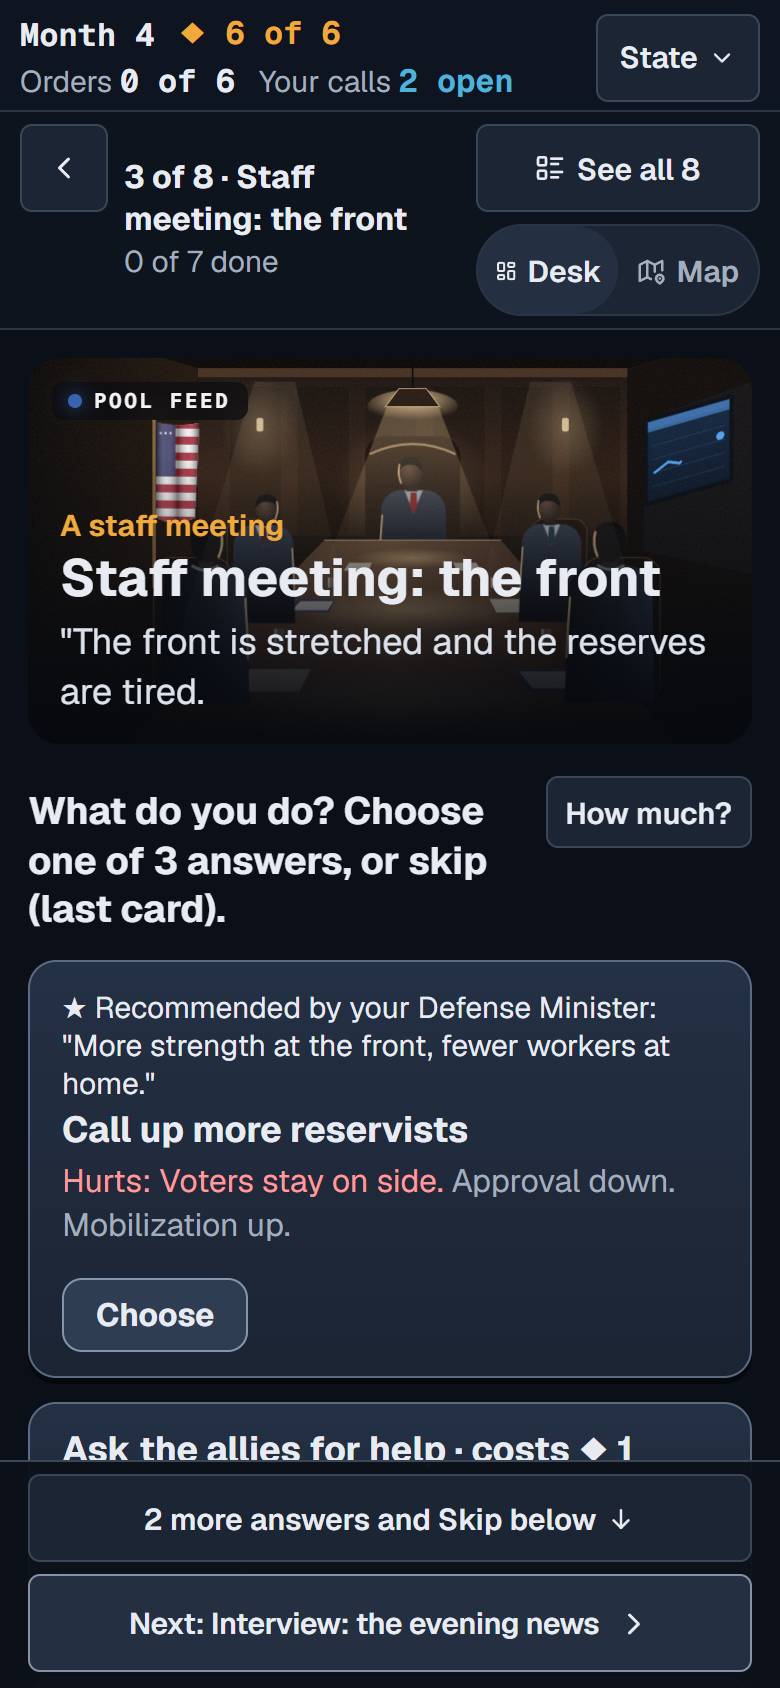 Month 4 ◆ 6 of 6
Orders 0 of 6 Your calls 2 open
State
3 of 8 · Staff
meeting: the front
0 of 7 done
See all 8
Desk
Map
POOL FEED
A staff meeting
Staff meeting: the front
"The front is stretched and the reserves
are tired.
What do you do? Choose
one of 3 answers, or skip
(last card).
How much?
★ Recommended by your Defense Minister:
"More strength at the front, fewer workers at
home."
Call up more reservists
Hurts: Voters stay on side. Approval down.
Mobilization up.
Choose
Ask the allies for help · costs ◆ 1
2 more answers and Skip below ↓
Next: Interview: the evening news